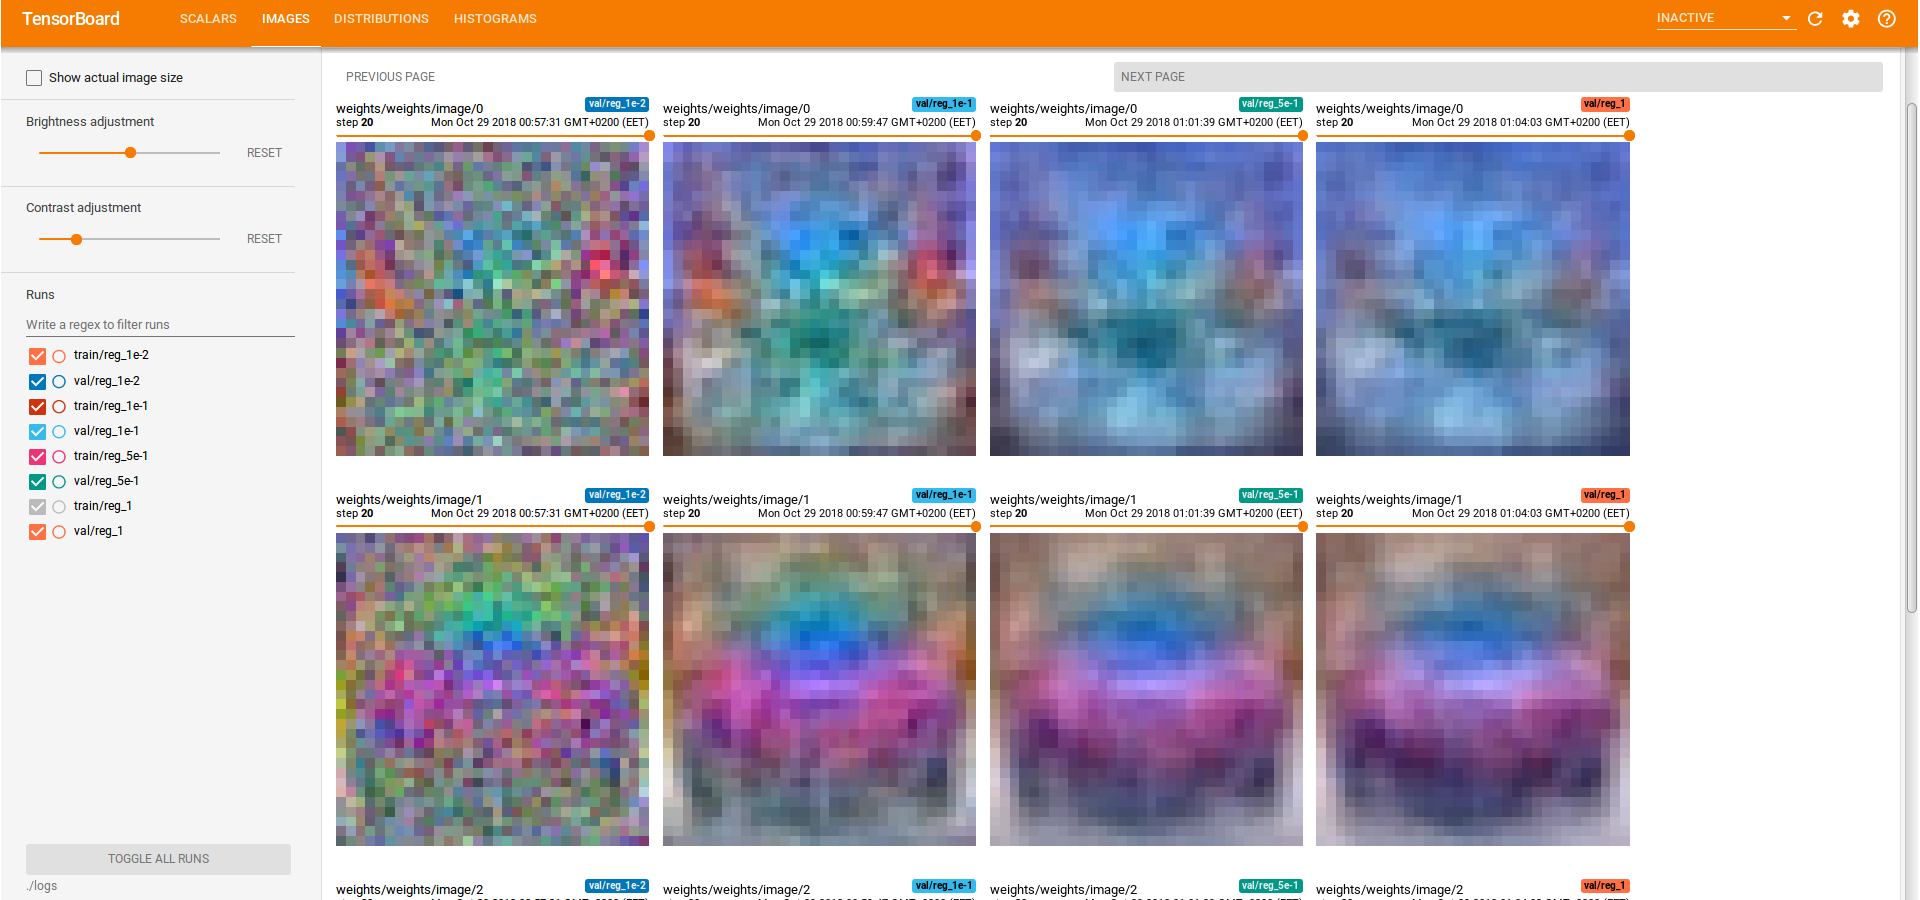 TensorBoard
SCALARS
IMAGES
DISTRIBUTIONS
HISTOGRAMS
INACTIVE
Show actual image size
Brightness adjustment
RESET
Contrast adjustment
RESET
Runs
Write a regex to filter runs
train/reg_1e-2
val/reg_1e-2
train/reg_1e-1
val/reg_1e-1
train/reg_5e-1
val/reg_5e-1
train/reg_1
val/reg_1
TOGGLE ALL RUNS
./logs
PREVIOUS PAGE
NEXT PAGE
weights/weights/image/0 val/reg_1e-2
step 20 Mon Oct 29 2018 00:57:31 GMT+0200 (EET)
weights/weights/image/0 val/reg_1e-1
step 20 Mon Oct 29 2018 00:59:47 GMT+0200 (EET)
weights/weights/image/0 val/reg_5e-1
step 20 Mon Oct 29 2018 01:01:39 GMT+0200 (EET)
weights/weights/image/0 val/reg_1
step 20 Mon Oct 29 2018 01:04:03 GMT+0200 (EET)
weights/weights/image/1 val/reg_1e-2
step 20 Mon Oct 29 2018 00:57:31 GMT+0200 (EET)
weights/weights/image/1 val/reg_1e-1
step 20 Mon Oct 29 2018 00:59:47 GMT+0200 (EET)
weights/weights/image/1 val/reg_5e-1
step 20 Mon Oct 29 2018 01:01:39 GMT+0200 (EET)
weights/weights/image/1 val/reg_1
step 20 Mon Oct 29 2018 01:04:03 GMT+0200 (EET)
weights/weights/image/2 val/reg_1e-2
weights/weights/image/2 val/reg_1e-1
weights/weights/image/2 val/reg_5e-1
weights/weights/image/2 val/reg_1